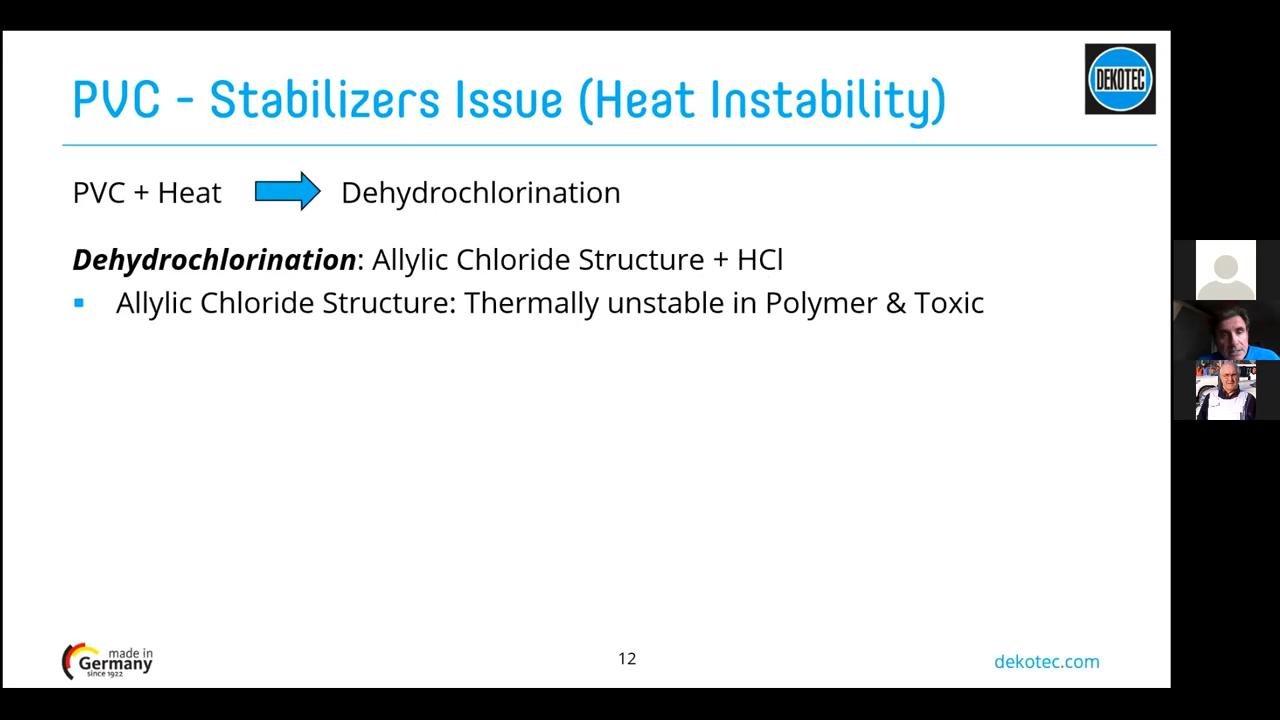 PVC - Stabilizers Issue (Heat Instability)
DEKOTEC
PVC + Heat Dehydrochlorination
Dehydrochlorination: Allylic Chloride Structure + HCl
Allylic Chloride Structure: Thermally unstable in Polymer & Toxic
made in
Germany
since 1922
12
dekotec.com